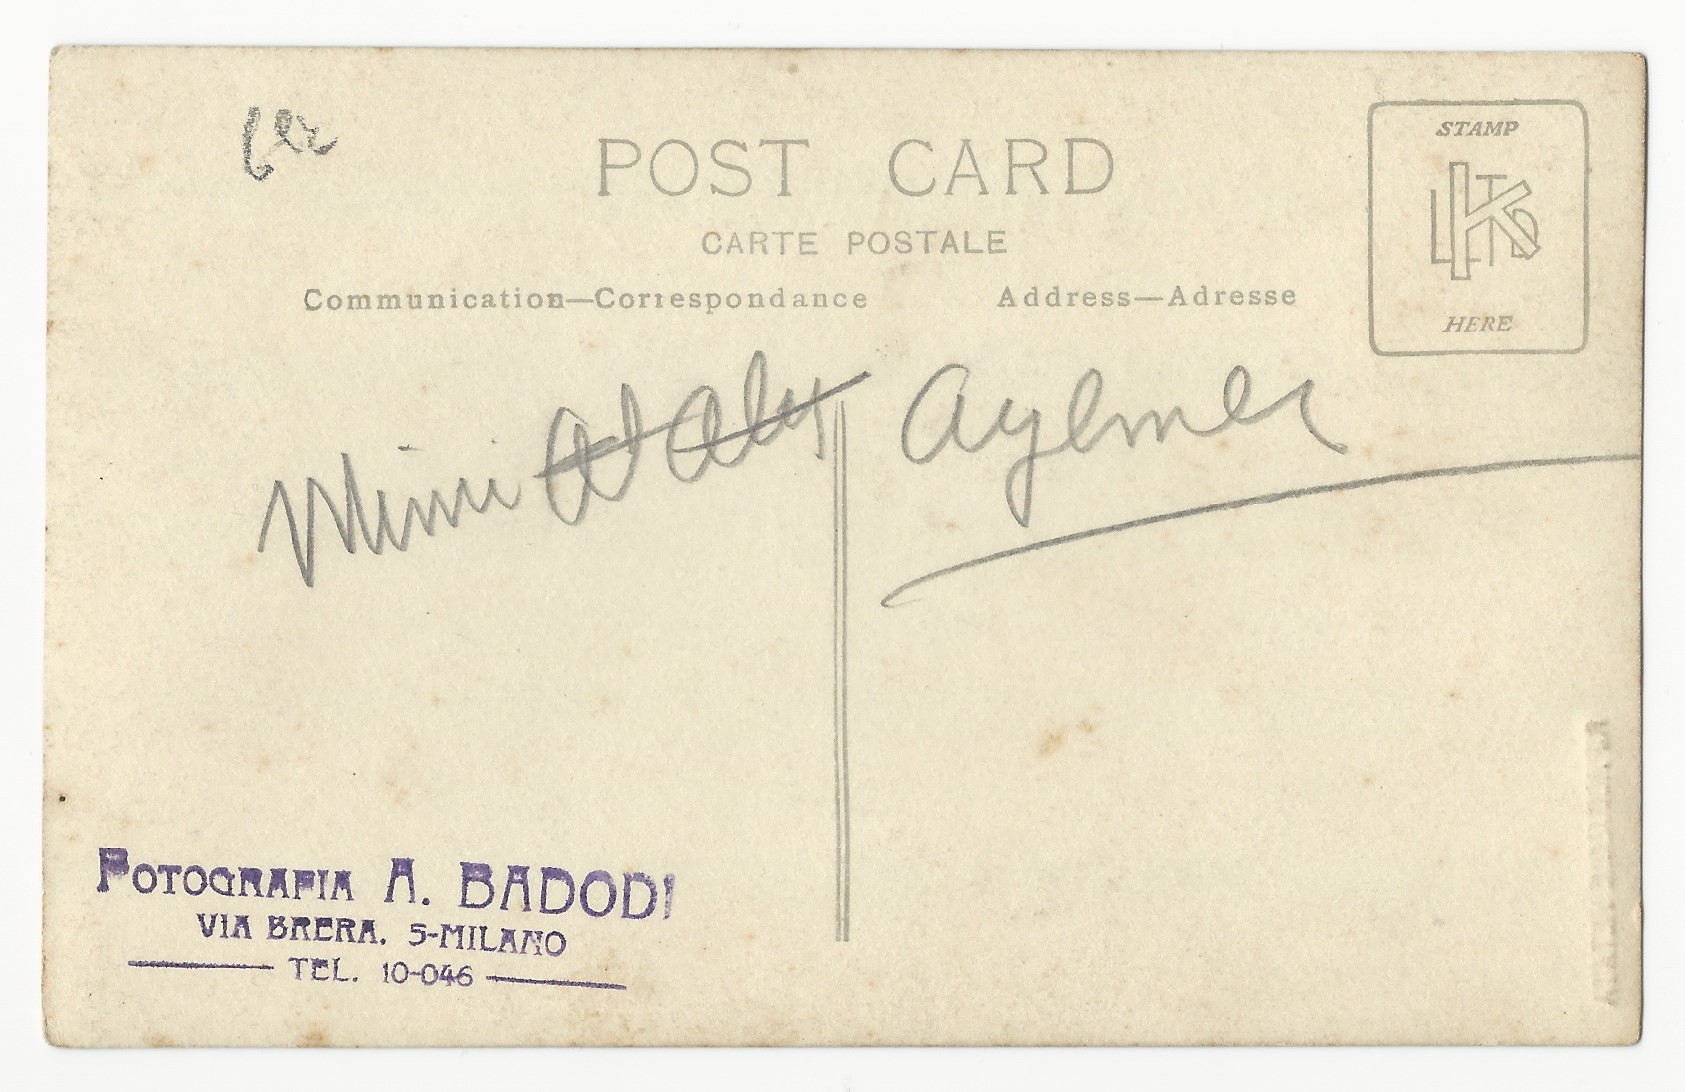 POST CARD
CARTE POSTALE
Communication—Correspondance
Address—Adresse
STAMP
K LTD
HERE
Mimi Aylmer
FOTOGRAFIA A. BADODI
VIA BRERA, 5-MILANO
TEL. 10-046